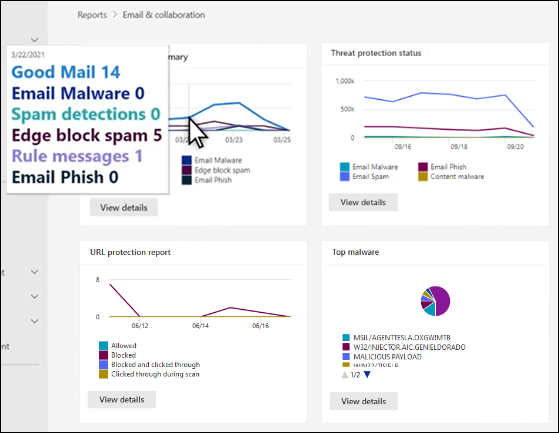 Reports > Email & collaboration
3/22/2021
Good Mail 14
Email Malware 0
Spam detections 0
Edge block spam 5
Rule messages 1
Email Phish 0
mary
03/23
03/25
Email Malware
Edge block spam
Email Phish
View details
Threat protection status
1,000k
500k
0
09/16
09/18
09/20
Email Malware
Email Phish
Email Spam
Content malware
View details
URL protection report
8
0
06/12
06/14
06/16
Allowed
Blocked
Blocked and clicked through
Clicked through during scan
View details
Top malware
MSIL/AGENTTESLA.OXGW!MTB
W32/INJECTOR.AIC.GEN!ELDORADO
MALICIOUS PAYLOAD
1/2
View details